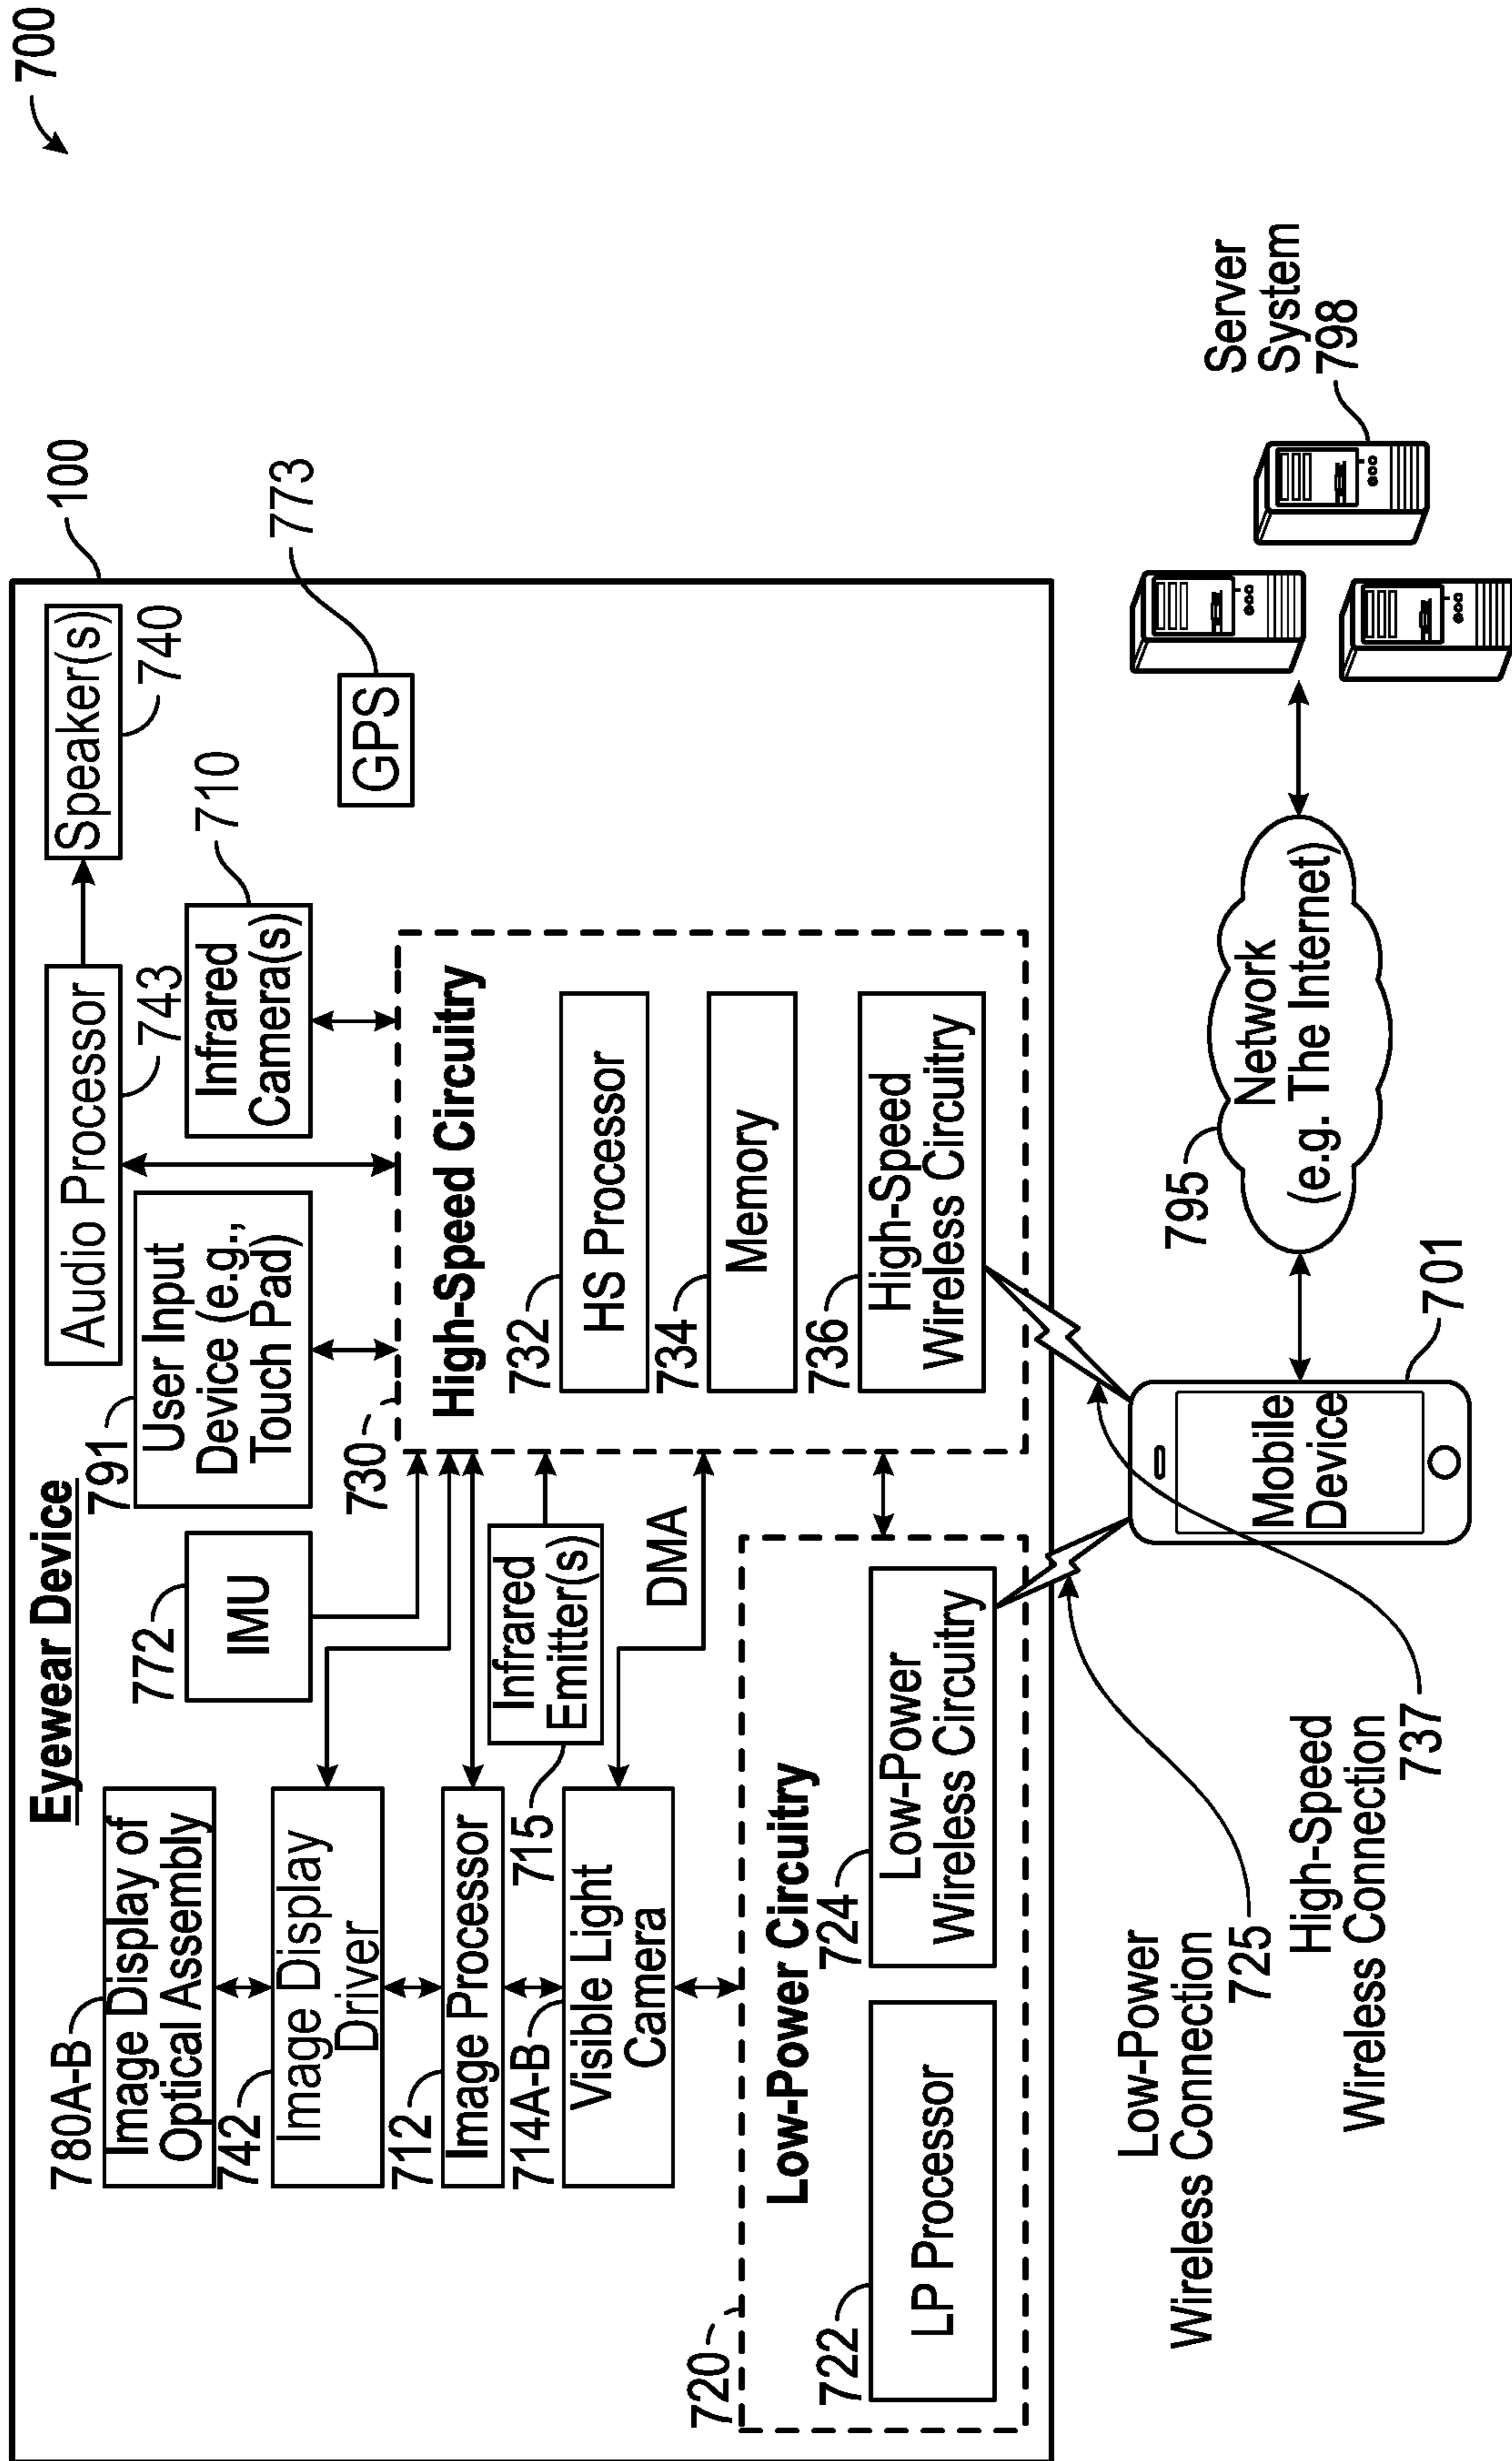 700
Eyewear Device
100
780A-B
Image Display of
Optical Assembly
772
IMU
791
User Input
Device (e.g.,
Touch Pad)
Audio Processor
743
Speaker(s)
740
Infrared
Camera(s)
710
GPS
773
742
Image Display
Driver
712
Image Processor
714A-B
Visible Light
Camera
715
Infrared
Emitter(s)
DMA
730
High-Speed Circuitry
732
HS Processor
734
Memory
736
High-Speed
Wireless Circuitry
720
Low-Power Circuitry
722
LP Processor
724
Low-Power
Wireless Circuitry
Low-Power
Wireless Connection
725
High-Speed
Wireless Connection
737
Mobile
Device
701
795
Network
(e.g. The Internet)
Server
System
798